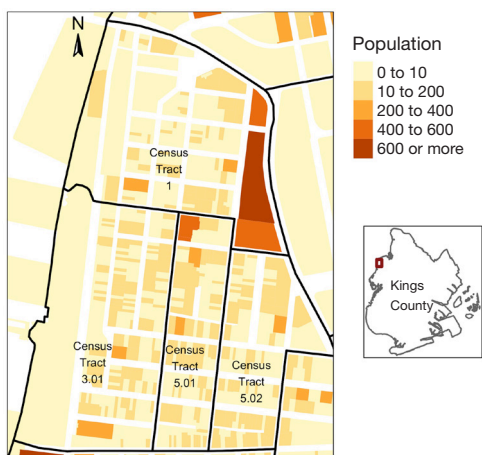 N
Census
Tract
1
Census
Tract
3.01
Census
Tract
5.01
Census
Tract
5.02
Population
0 to 10
10 to 200
200 to 400
400 to 600
600 or more
Kings
County